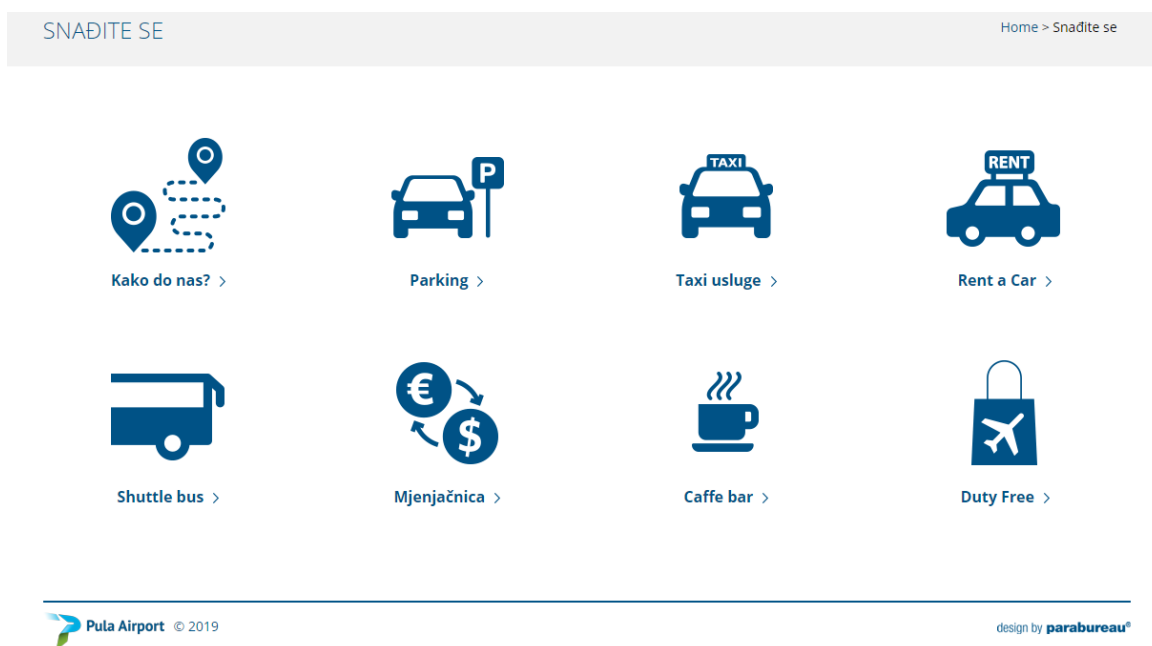 SNAĐITE SE
Home > Snađite se
P
TAXI
RENT
Kako do nas? >
Parking >
Taxi usluge >
Rent a Car >
€
$
Shuttle bus >
Mjenjačnica >
Caffe bar >
Duty Free >
Pula Airport © 2019
design by parabureau®